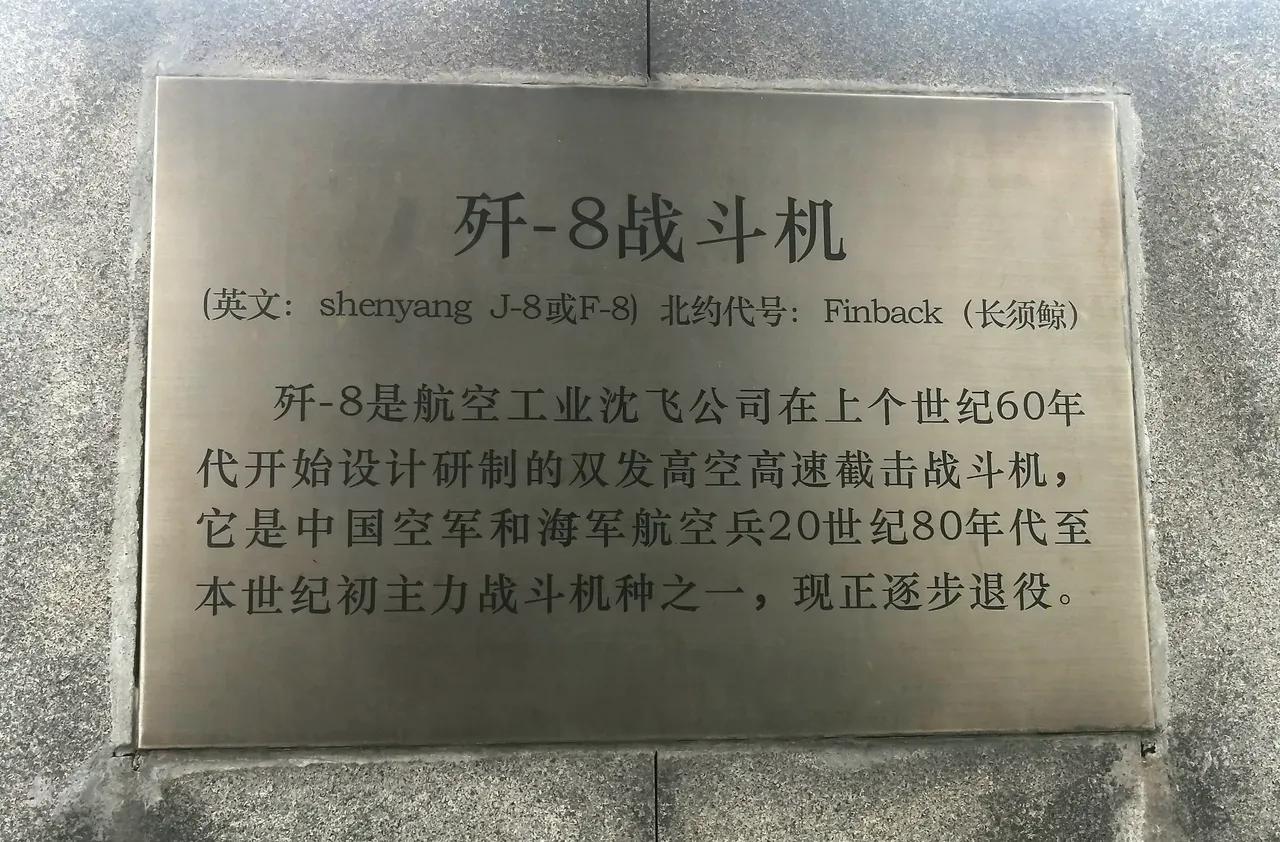 歼-8战斗机
(英文：shenyang J-8或F-8) 北约代号：Finback（长须鲸）
歼-8是航空工业沈飞公司在上个世纪60年
代开始设计研制的双发高空高速截击战斗机，
它是中国空军和海军航空兵20世纪80年代至
本世纪初主力战斗机种之一，现正逐步退役。